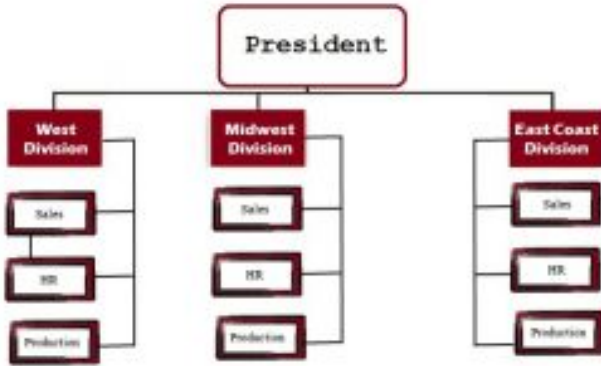 President
West
Division
Sales
HR
Production
Midwest
Division
Sales
HR
Production
East Coast
Division
Sales
HR
Production